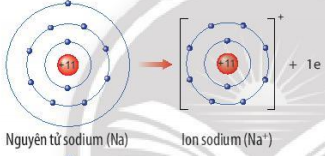 +11
+11
+
+ 1e
Nguyên tử sodium (Na)
Ion sodium (Na⁺)